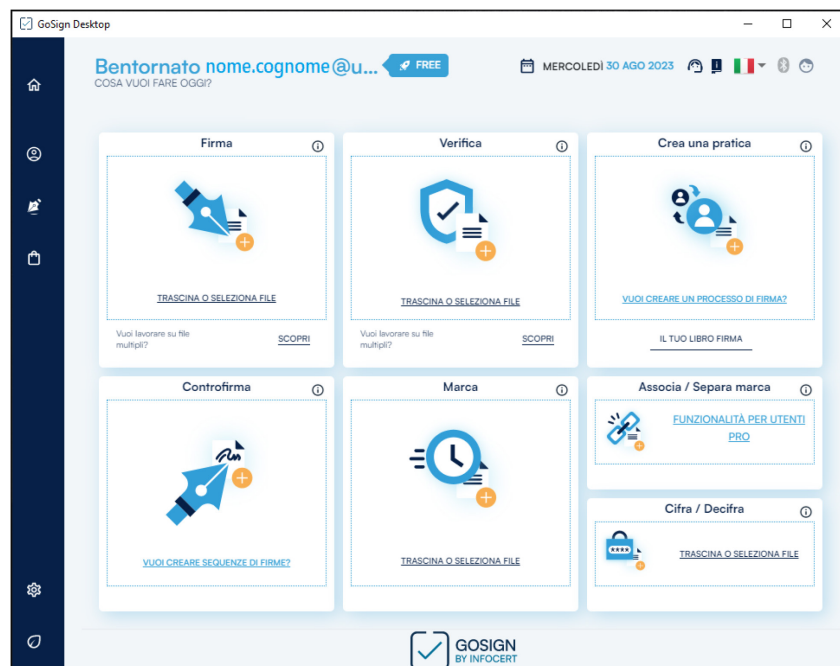 GoSign Desktop
Bentornato nome.cognome@u...
FREE
COSA VUOI FARE OGGI?
MERCOLEDÌ 30 AGO 2023
Firma
TRASCINA O SELEZIONA FILE
Vuoi lavorare su file
multipli?
SCOPRI
Verifica
TRASCINA O SELEZIONA FILE
Vuoi lavorare su file
multipli?
SCOPRI
Crea una pratica
VUOI CREARE UN PROCESSO DI FIRMA?
IL TUO LIBRO FIRMA
Controfirma
VUOI CREARE SEQUENZE DI FIRME?
Marca
TRASCINA O SELEZIONA FILE
Associa / Separa marca
FUNZIONALITÀ PER UTENTI
PRO
Cifra / Decifra
****
TRASCINA O SELEZIONA FILE
GOSIGN
BY INFOCERT